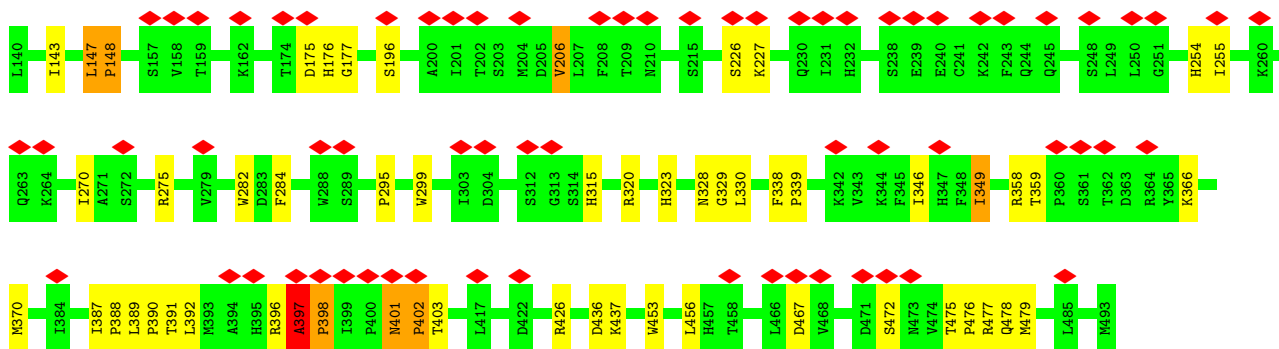 L140 I143 L147 P148 S157 V158 T159 K162 T174 D175 H176 G177 S196 A200 I201 T202 S203 M204 D205 V206 L207 F208 T209 N210 S215 S226 K227 Q230 I231 H232 S238 E239 E240 C241 K242 F243 Q244 Q245 S248 L249 L250 G251 H254 I255 K260
Q263 K264 I270 A271 S272 R275 V279 W282 D283 F284 W288 S289 P295 W299 I303 D304 S312 G313 S314 H315 R320 H323 N328 G329 L330 F338 P339 K342 V343 K344 F345 I346 H347 F348 I349 R358 T359 P360 S361 T362 D363 R364 Y365 K366
M370 I384 I387 P388 L389 P390 T391 L392 M393 A394 H395 R396 A397 P398 I399 P400 N401 P402 T403 L417 D422 R426 D436 K437 W453 L456 H457 T458 L466 D467 V468 D471 S472 N473 V474 T475 P476 R477 Q478 M479 L485 M493